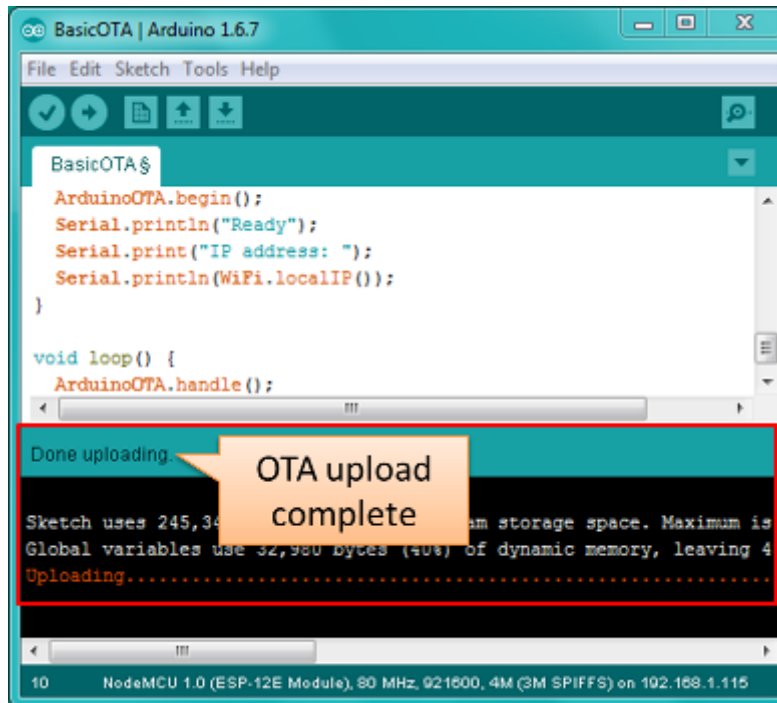 BasicOTA | Arduino 1.6.7
File Edit Sketch Tools Help
BasicOTA§
ArduinoOTA.begin();
Serial.println("Ready");
Serial.print("IP address: ");
Serial.println(WiFi.localIP());
}
void loop() {
ArduinoOTA.handle();
Done uploading.
OTA upload
complete
Sketch uses 245,34 am storage space. Maximum is
Global variables use 32,980 bytes (40%) of dynamic memory, leaving 4
Uploading..............................................................
10 NodeMCU 1.0 (ESP-12E Module), 80 MHz, 921600, 4M (3M SPIFFS) on 192.168.1.115